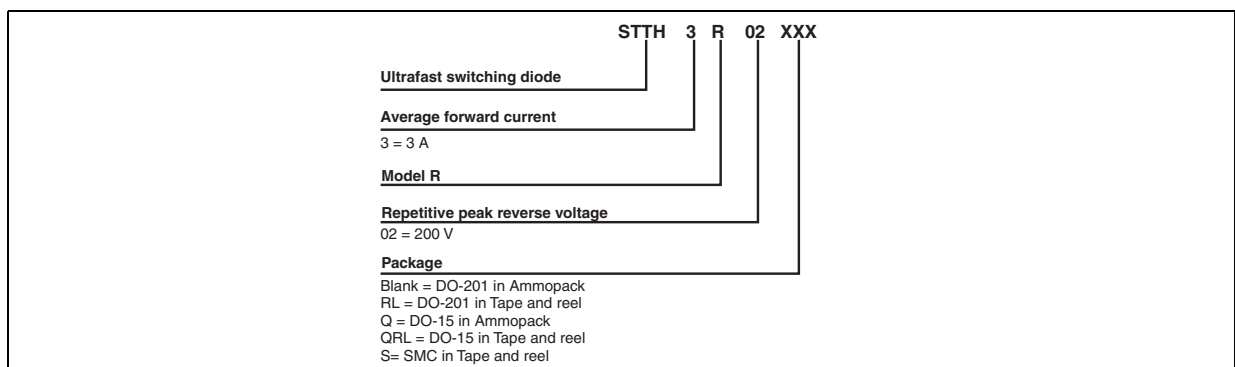 STTH 3 R 02 XXX
Ultrafast switching diode
Average forward current
3 = 3 A
Model R
Repetitive peak reverse voltage
02 = 200 V
Package
Blank = DO-201 in Ammopack
RL = DO-201 in Tape and reel
Q = DO-15 in Ammopack
QRL = DO-15 in Tape and reel
S= SMC in Tape and reel